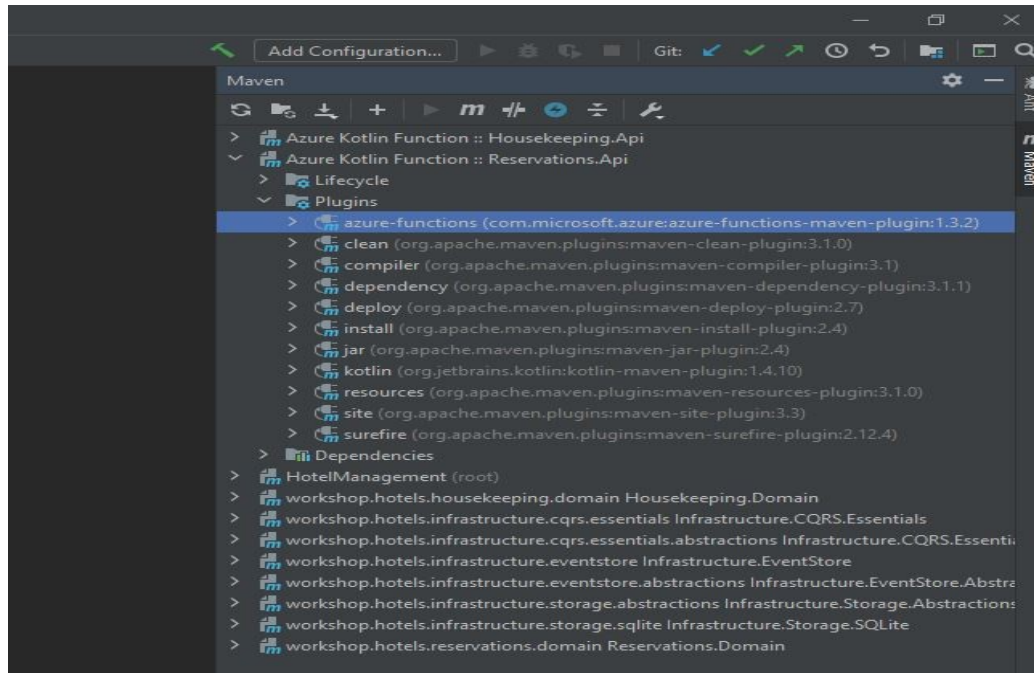 Add Configuration... Git:
Maven
Ant
Maven
Azure Kotlin Function :: Housekeeping.Api
Azure Kotlin Function :: Reservations.Api
Lifecycle
Plugins
azure-functions (com.microsoft.azure:azure-functions-maven-plugin:1.3.2)
clean (org.apache.maven.plugins:maven-clean-plugin:3.1.0)
compiler (org.apache.maven.plugins:maven-compiler-plugin:3.1)
dependency (org.apache.maven.plugins:maven-dependency-plugin:3.1.1)
deploy (org.apache.maven.plugins:maven-deploy-plugin:2.7)
install (org.apache.maven.plugins:maven-install-plugin:2.4)
jar (org.apache.maven.plugins:maven-jar-plugin:2.4)
kotlin (org.jetbrains.kotlin:kotlin-maven-plugin:1.4.10)
resources (org.apache.maven.plugins:maven-resources-plugin:3.1.0)
site (org.apache.maven.plugins:maven-site-plugin:3.3)
surefire (org.apache.maven.plugins:maven-surefire-plugin:2.12.4)
Dependencies
HotelManagement (root)
workshop.hotels.housekeeping.domain Housekeeping.Domain
workshop.hotels.infrastructure.cqrs.essentials Infrastructure.CQRS.Essentials
workshop.hotels.infrastructure.cqrs.essentials.abstractions Infrastructure.CQRS.Essenti
workshop.hotels.infrastructure.eventstore Infrastructure.EventStore
workshop.hotels.infrastructure.eventstore.abstractions Infrastructure.EventStore.Abstra
workshop.hotels.infrastructure.storage.abstractions Infrastructure.Storage.Abstractions
workshop.hotels.infrastructure.storage.sqlite Infrastructure.Storage.SQLite
workshop.hotels.reservations.domain Reservations.Domain